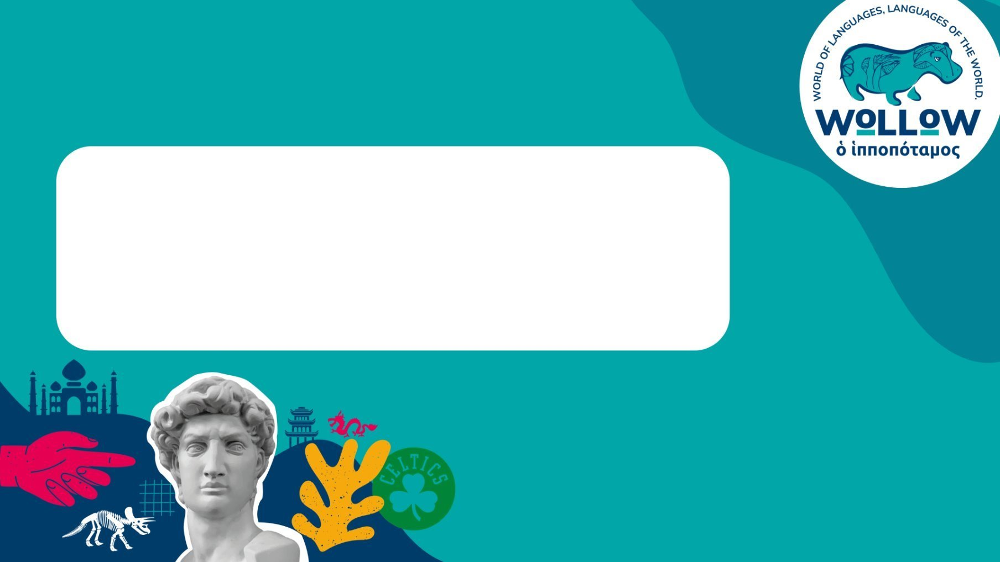 WORLD OF LANGUAGES, LANGUAGES OF THE WORLD.
WOLLOW
ὁ ἱπποπόταμος
CELTICS